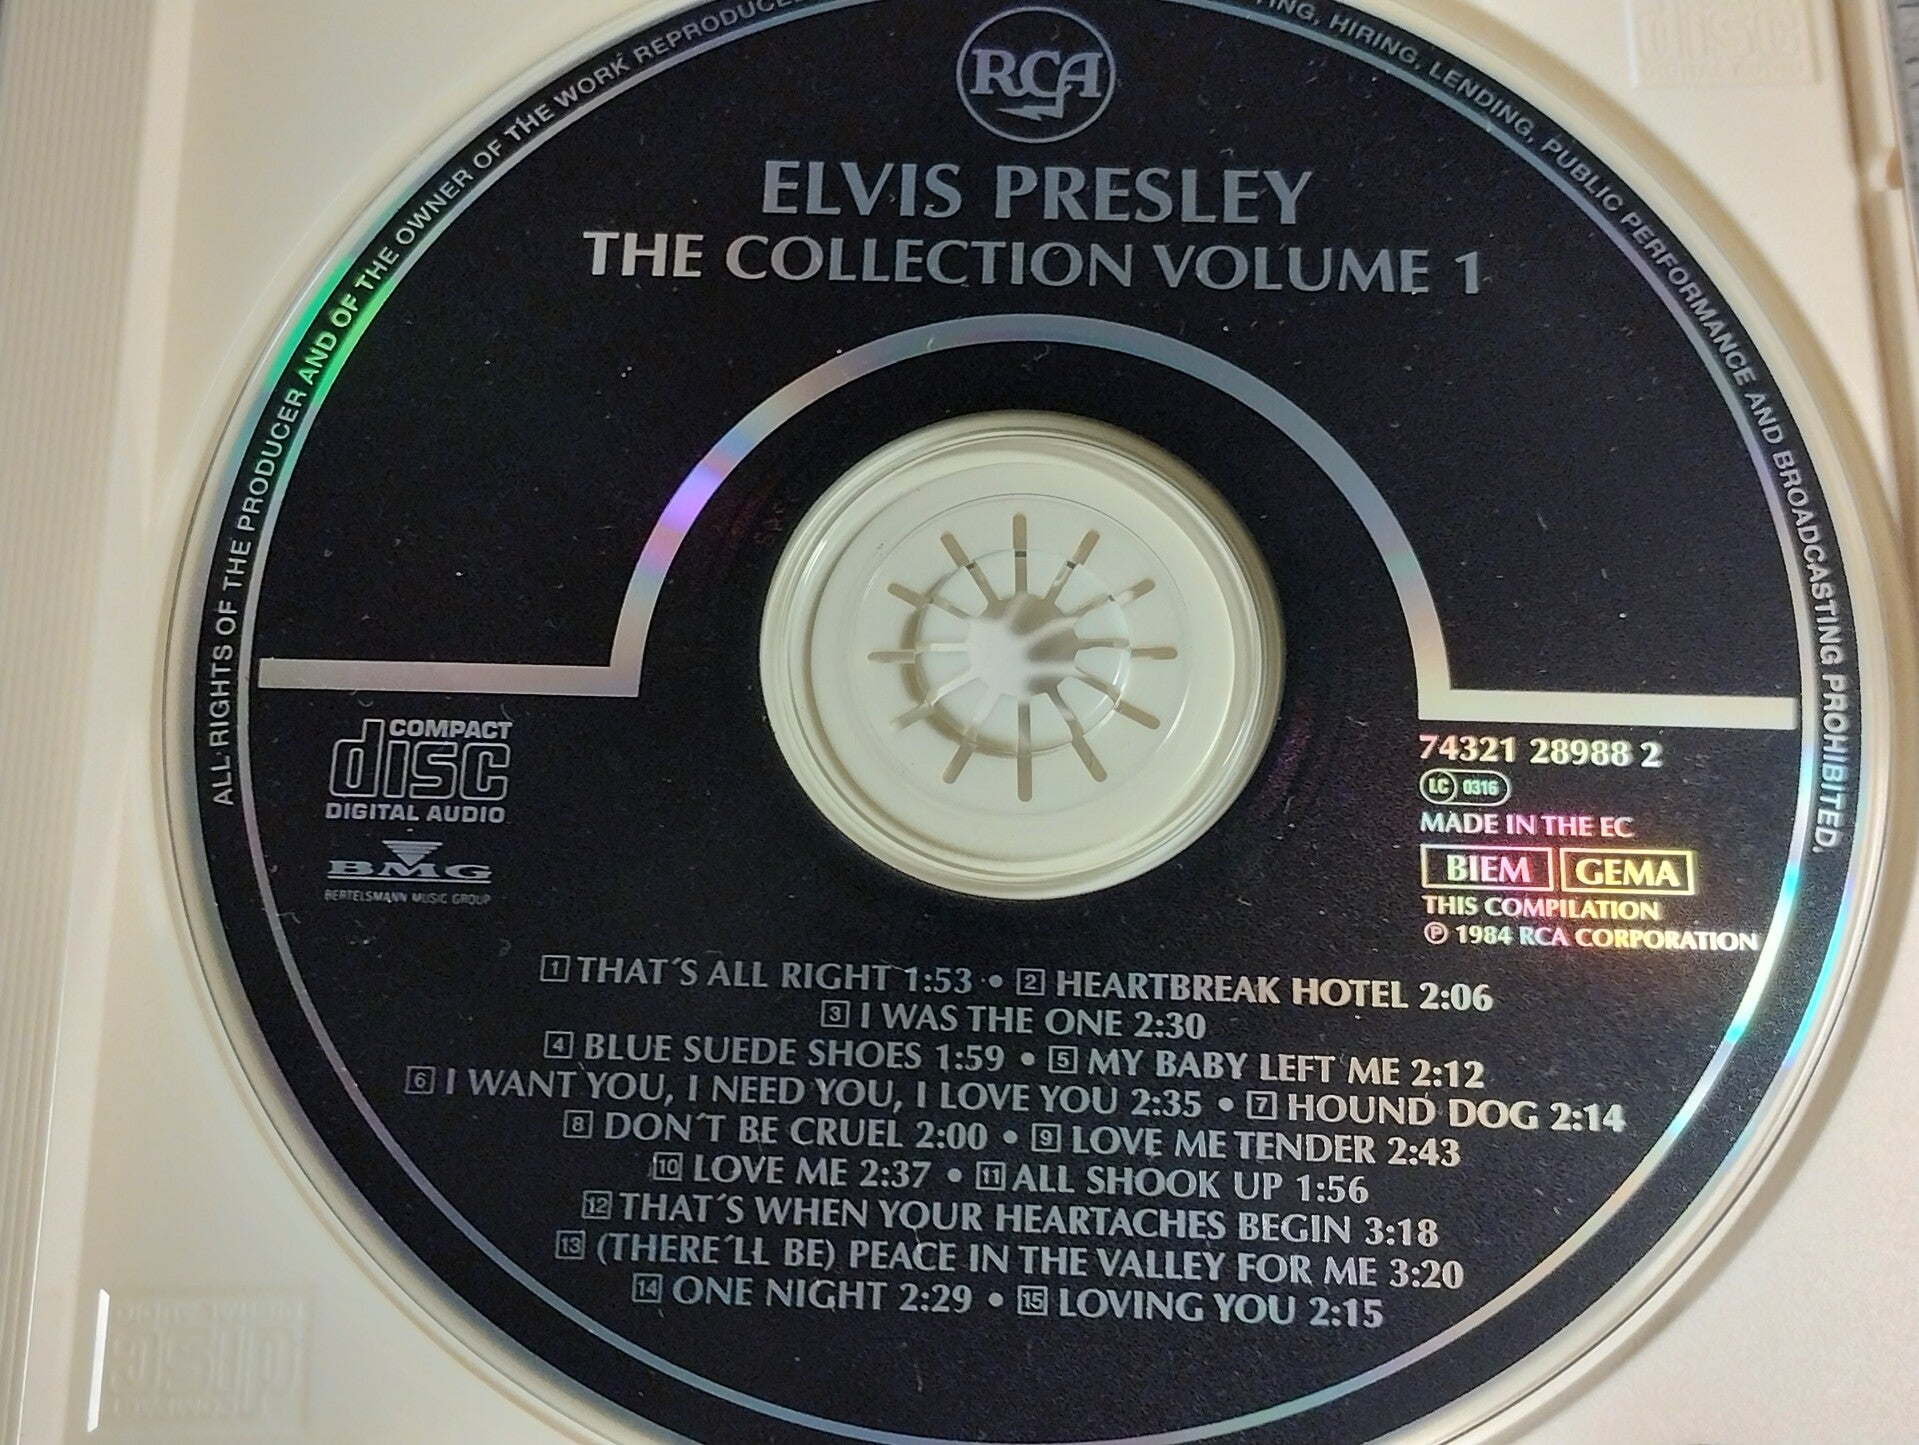 RCA
ELVIS PRESLEY
THE COLLECTION VOLUME 1
ALL RIGHTS OF THE PRODUCER AND OF THE OWNER OF THE WORK REPRODUCED
HIRING, LENDING, PUBLIC PERFORMANCE AND BROADCASTING PROHIBITED.
COMPACT
disc
DIGITAL AUDIO
BMG
BERTELSMANN MUSIC GROUP
74321 28988 2
LC 0316
MADE IN THE EC
BIEM GEMA
THIS COMPILATION
℗ 1984 RCA CORPORATION
1 THAT´S ALL RIGHT 1:53 • 2 HEARTBREAK HOTEL 2:06
3 I WAS THE ONE 2:30
4 BLUE SUEDE SHOES 1:59 • 5 MY BABY LEFT ME 2:12
6 I WANT YOU, I NEED YOU, I LOVE YOU 2:35 • 7 HOUND DOG 2:14
8 DON´T BE CRUEL 2:00 • 9 LOVE ME TENDER 2:43
10 LOVE ME 2:37 • 11 ALL SHOOK UP 1:56
12 THAT´S WHEN YOUR HEARTACHES BEGIN 3:18
13 (THERE´LL BE) PEACE IN THE VALLEY FOR ME 3:20
14 ONE NIGHT 2:29 • 15 LOVING YOU 2:15
disc
disc